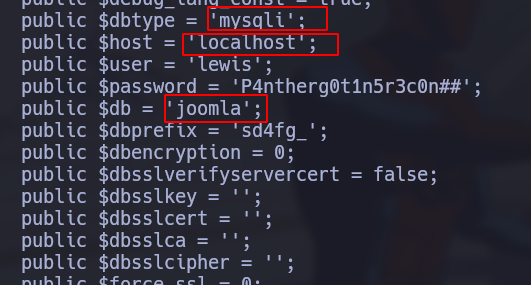 public $debug_lang_const = true;
public $dbtype = 'mysqli';
public $host = 'localhost';
public $user = 'lewis';
public $password = 'P4ntherg0t1n5r3c0n##';
public $db = 'joomla';
public $dbprefix = 'sd4fg_';
public $dbencryption = 0;
public $dbsslverifyservercert = false;
public $dbsslkey = '';
public $dbsslcert = '';
public $dbsslca = '';
public $dbsslcipher = '';
public $force_ssl = 0;